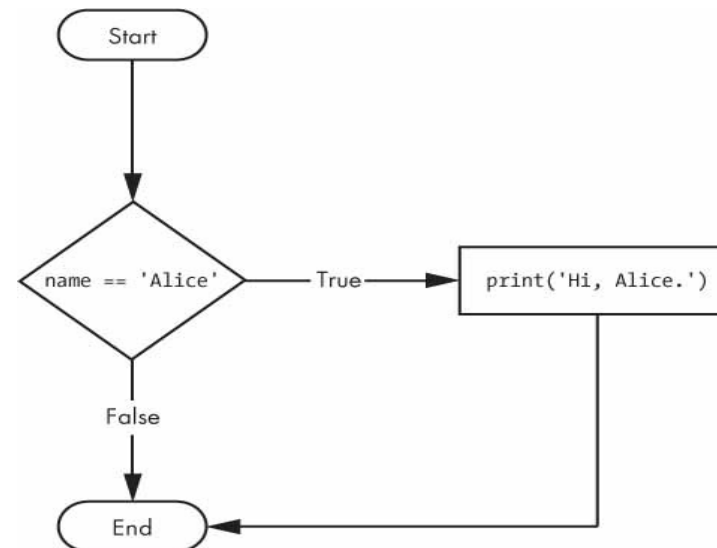 Start
name == 'Alice'
True
print('Hi, Alice.')
False
End